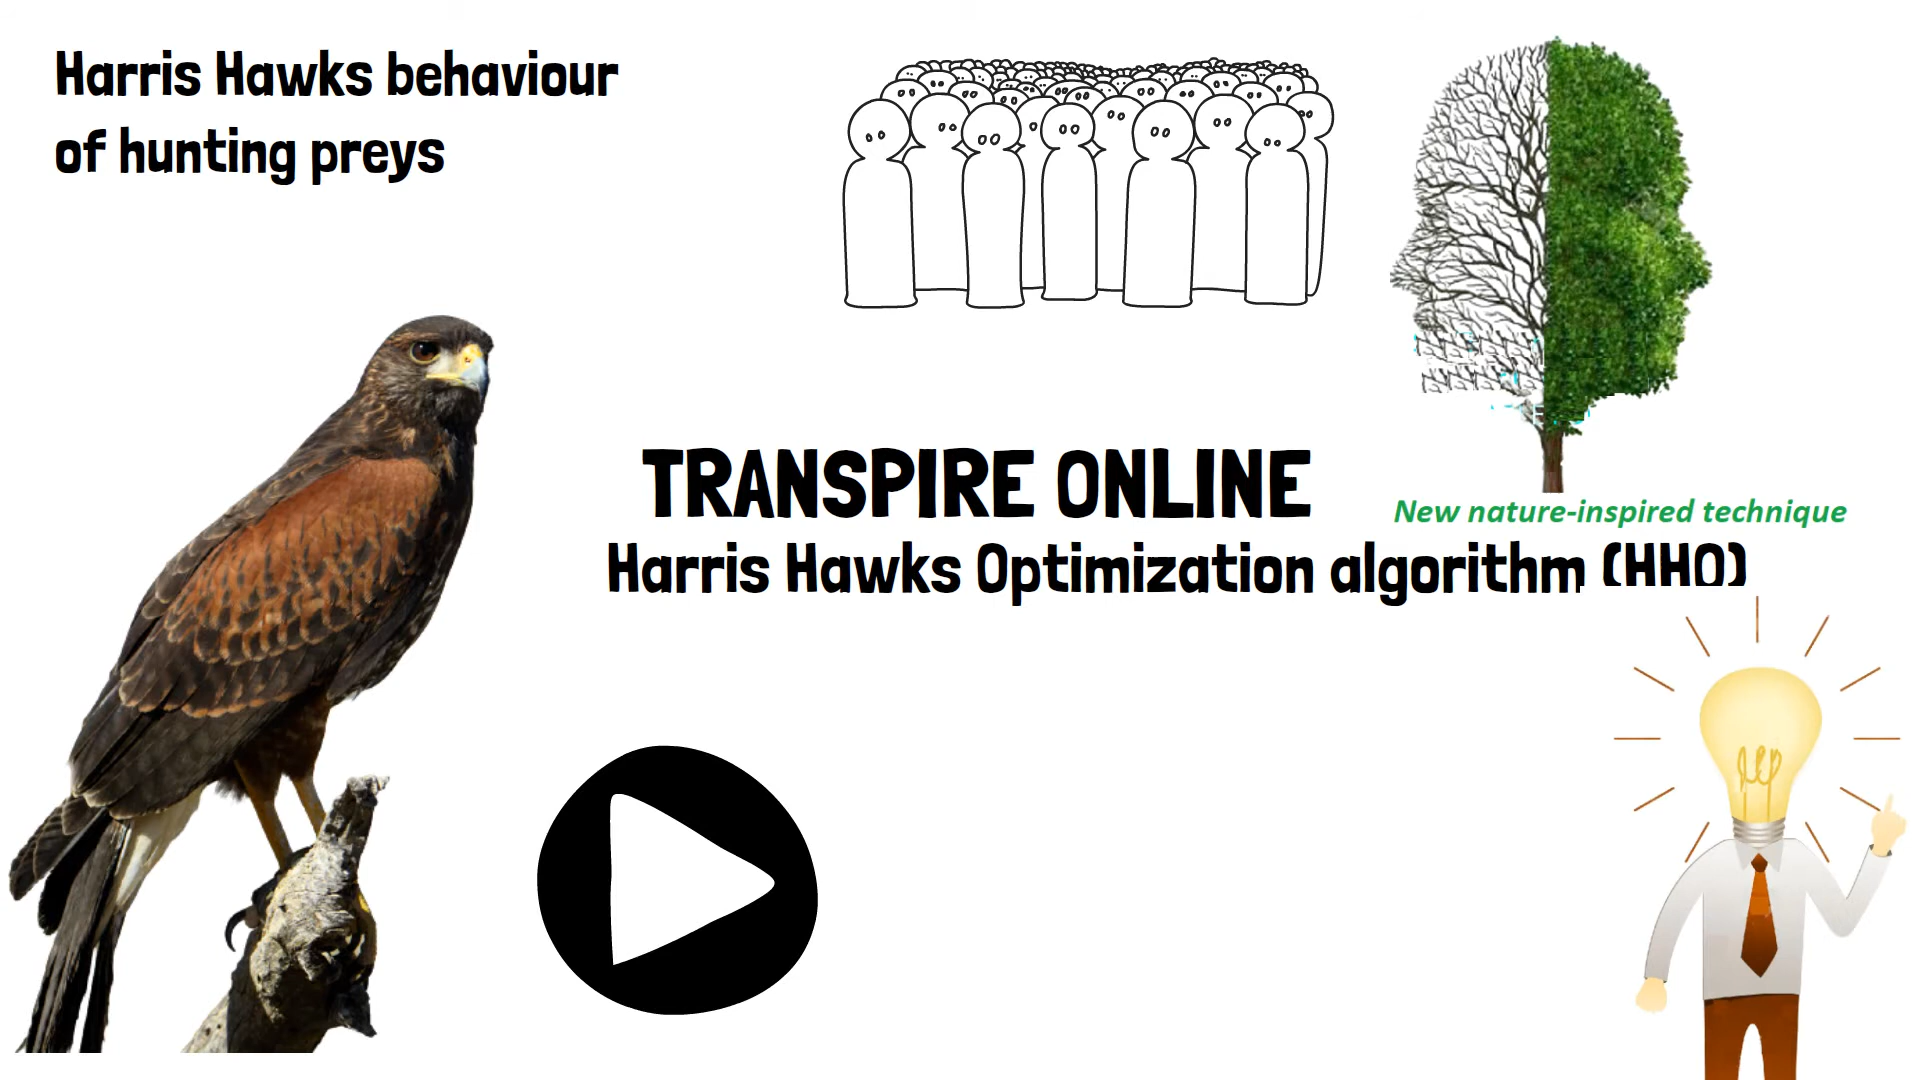 Harris Hawks behaviour
of hunting preys
TRANSPIRE ONLINE
New nature-inspired technique
Harris Hawks Optimization algorithm (HHO)